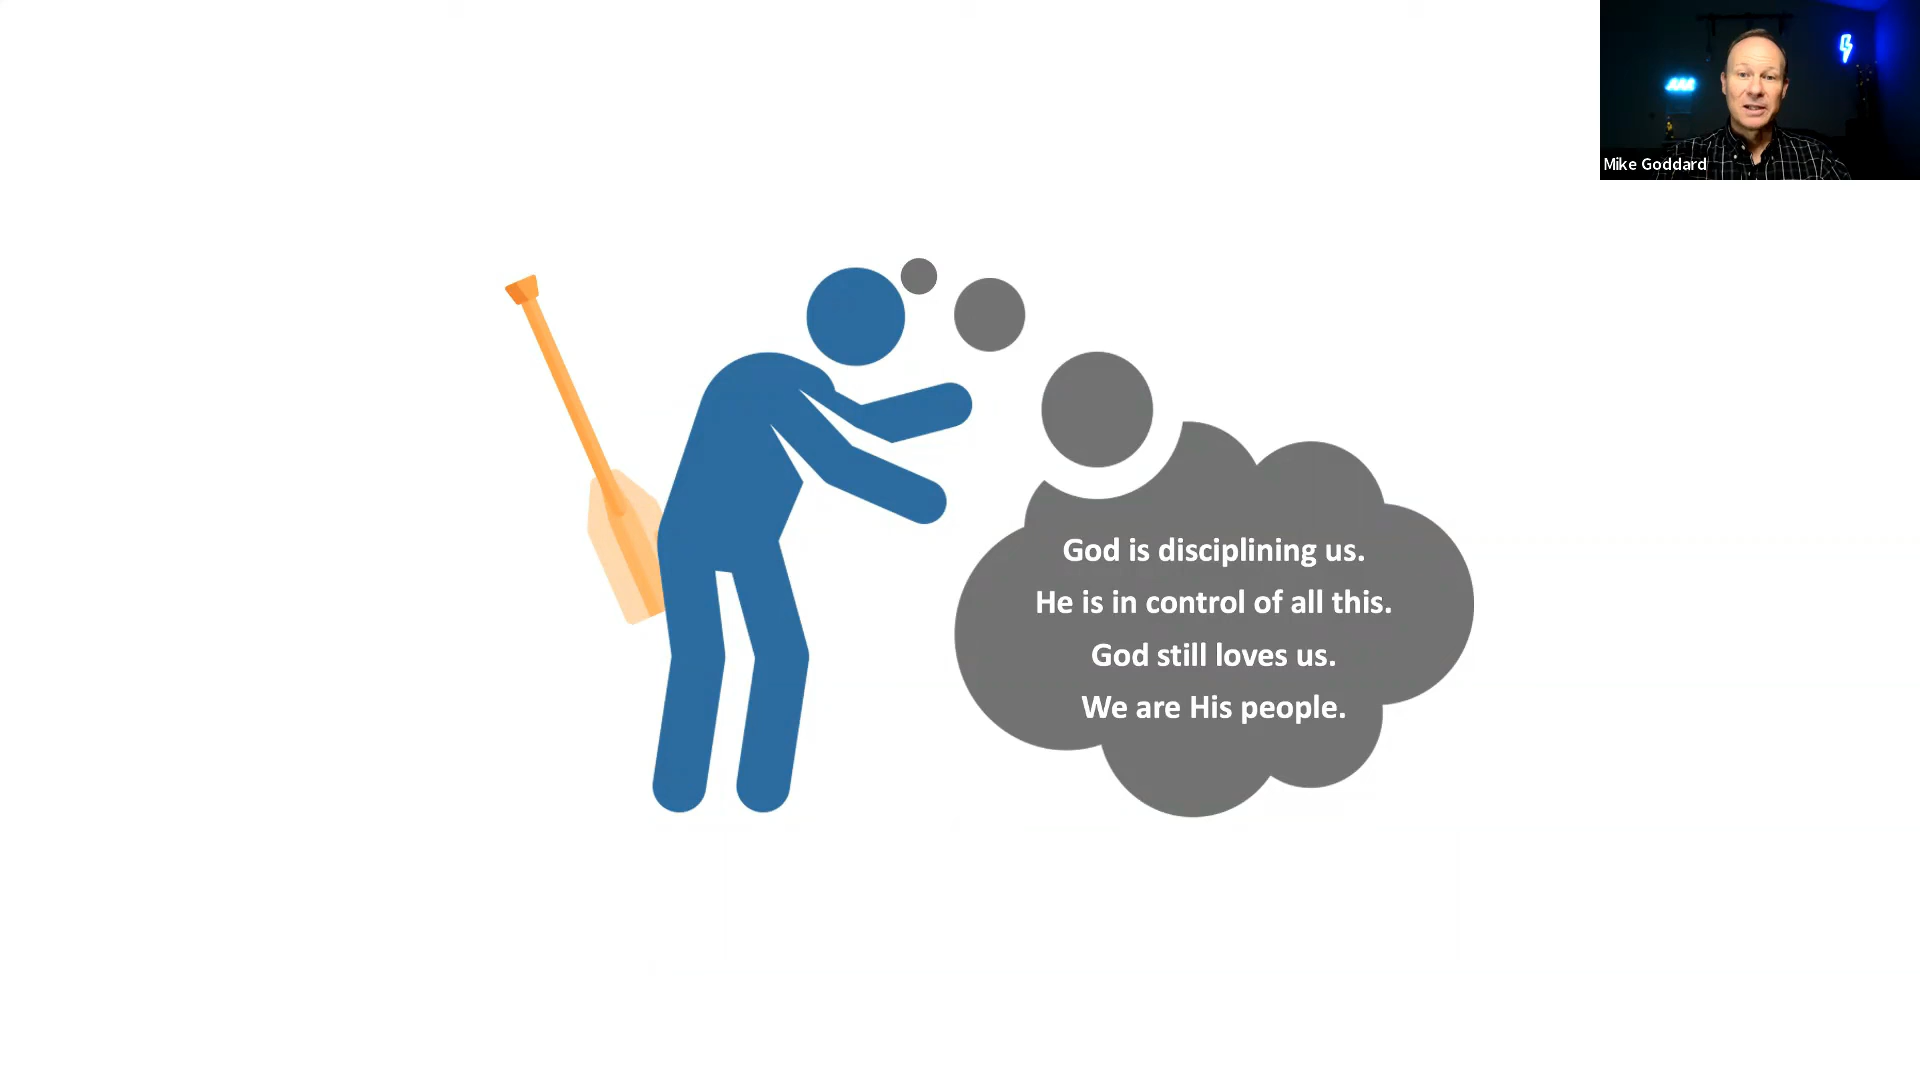 Mike Goddard
God is disciplining us.
He is in control of all this.
God still loves us.
We are His people.